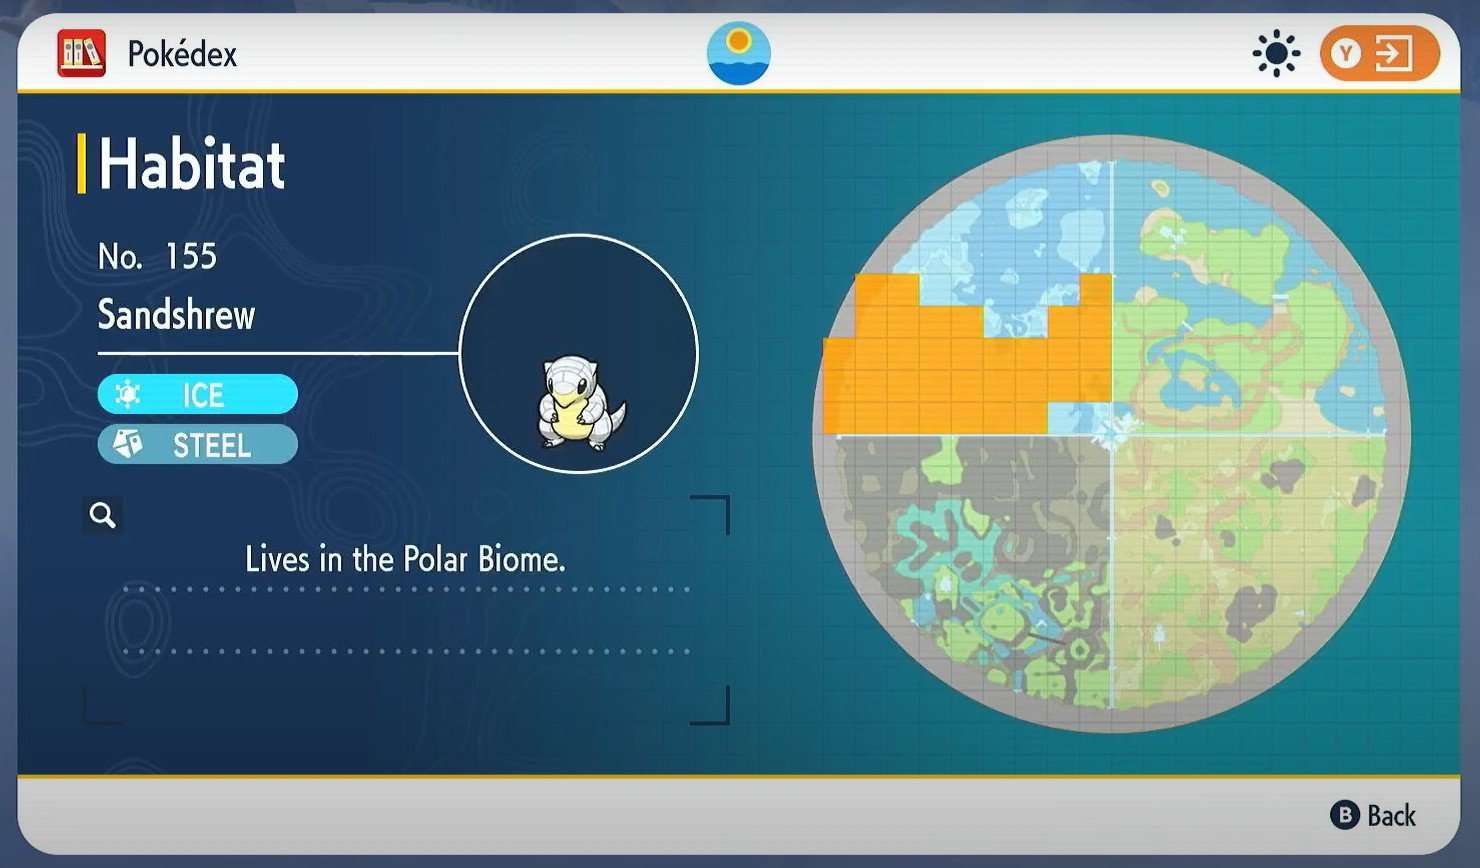 Pokédex
Y
Habitat
No. 155
Sandshrew
ICE
STEEL
Lives in the Polar Biome.
B Back